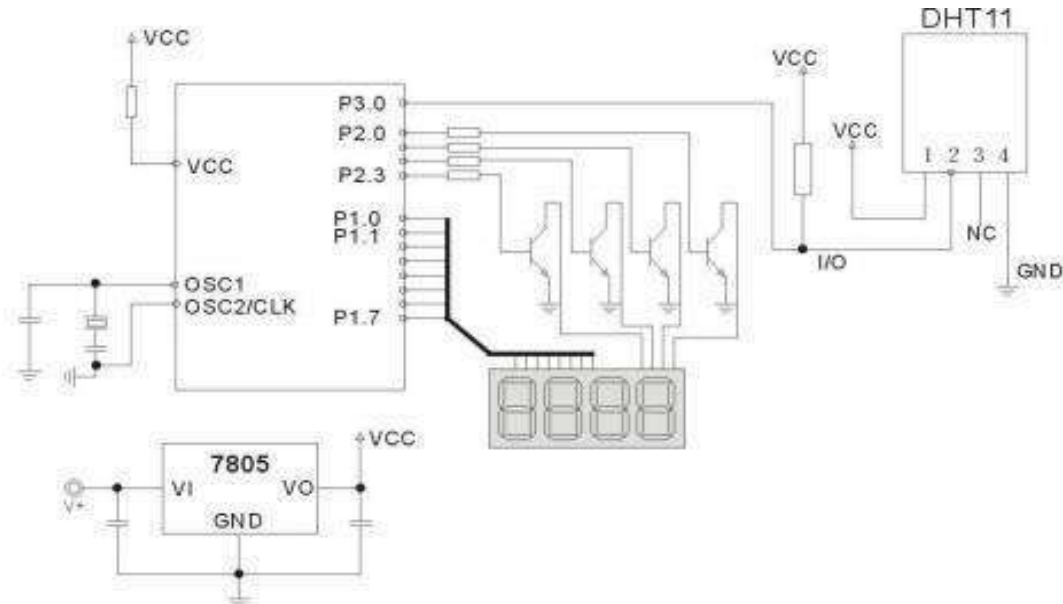 DHT11
VCC
VCC
VCC
P3.0
P2.0
P2.3
VCC
1 2 3 4
P1.0
P1.1
NC
I/O
GND
OSC1
OSC2/CLK
P1.7
VCC
7805
VI
VO
V+
GND